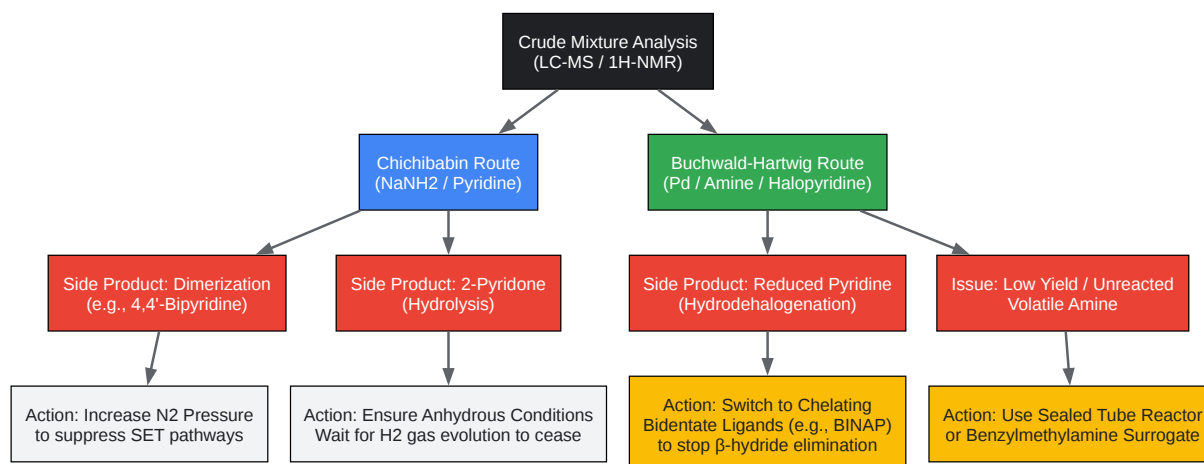 Crude Mixture Analysis
(LC-MS / 1H-NMR)
Chichibabin Route
(NaNH2 / Pyridine)
Buchwald-Hartwig Route
(Pd / Amine / Halopyridine)
Side Product: Dimerization
(e.g., 4,4'-Bipyridine)
Side Product: 2-Pyridone
(Hydrolysis)
Side Product: Reduced Pyridine
(Hydrodehalogenation)
Issue: Low Yield / Unreacted
Volatile Amine
Action: Increase N2 Pressure
to suppress SET pathways
Action: Ensure Anhydrous Conditions
Wait for H2 gas evolution to cease
Action: Switch to Chelating
Bidentate Ligands (e.g., BINAP)
to stop β-hydride elimination
Action: Use Sealed Tube Reactor
or Benzylmethylamine Surrogate